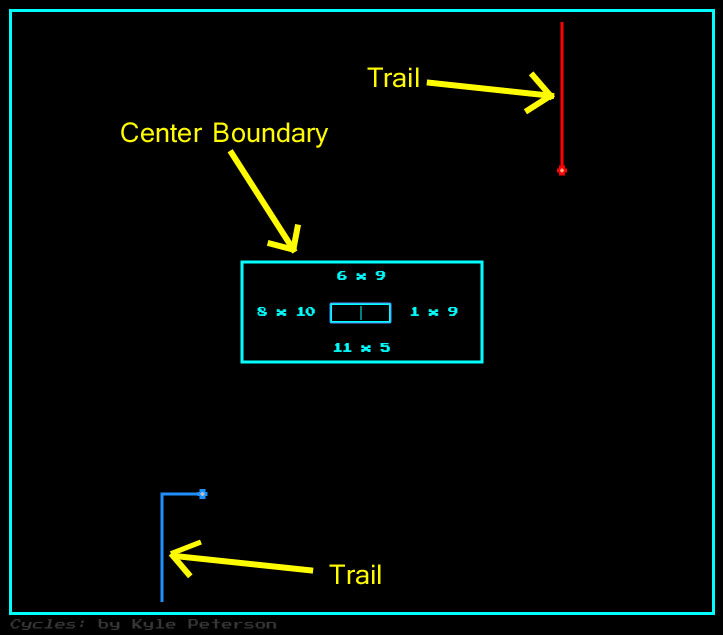 Trail
Center Boundary
6 x 9
8 x 10
1 x 9
11 x 5
Trail
Cycles: by Kyle Peterson